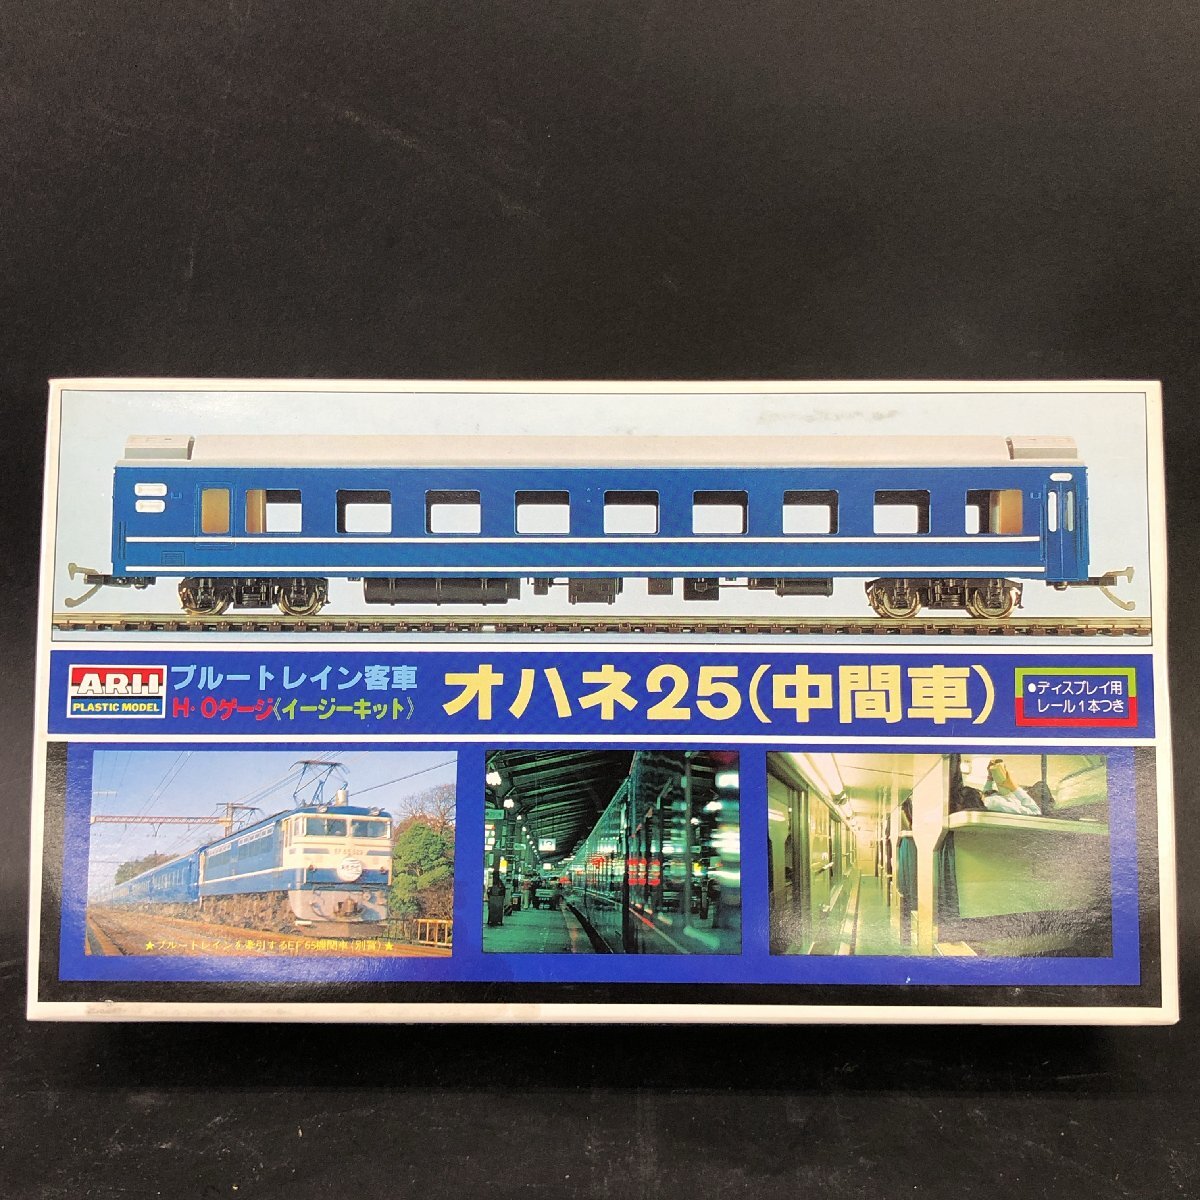 ARII
PLASTIC MODEL
ブルートレイン客車
H・Oゲージ〈イージーキット〉
オハネ25(中間車)
●ディスプレイ用
レール1本つき
★ブルートレインを牽引するEF65機関車(別売)★